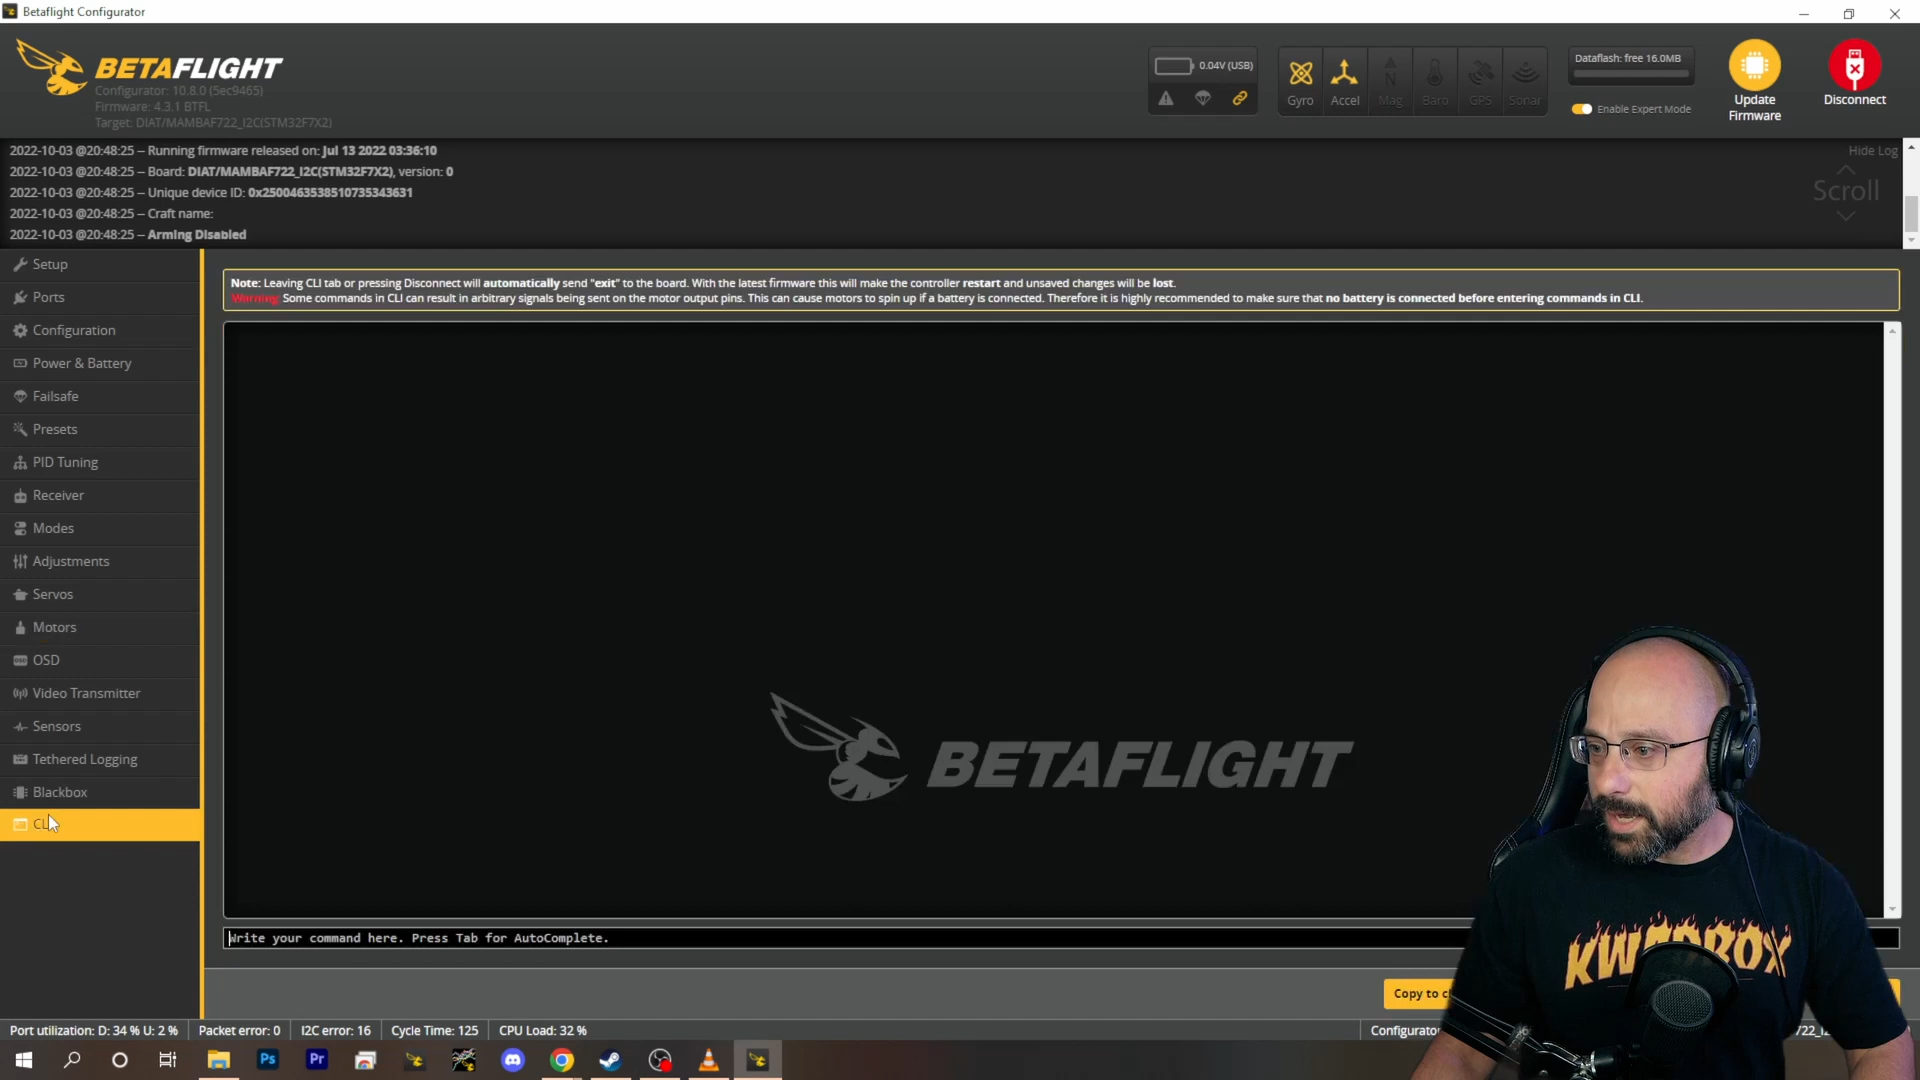 Betaflight Configurator
BETAFLIGHT
Configurator: 10.8.0 (5ec9465)
Firmware: 4.3.1 BTFL
Target: DIAT/MAMBAF722_I2C(STM32F7X2)
0.04V (USB)
Gyro
Accel
Mag
Baro
GPS
Sonar
Dataflash: free 16.0MB
Enable Expert Mode
Update
Firmware
Disconnect
2022-10-03 @20:48:25 -- Running firmware released on: Jul 13 2022 03:36:10
2022-10-03 @20:48:25 -- Board: DIAT/MAMBAF722_I2C(STM32F7X2), version: 0
2022-10-03 @20:48:25 -- Unique device ID: 0x2500463538510735343631
2022-10-03 @20:48:25 -- Craft name:
2022-10-03 @20:48:25 -- Arming Disabled
Hide Log
Scroll
Setup
Ports
Configuration
Power & Battery
Failsafe
Presets
PID Tuning
Receiver
Modes
Adjustments
Servos
Motors
OSD
Video Transmitter
Sensors
Tethered Logging
Blackbox
Note: Leaving CLI tab or pressing Disconnect will automatically send "exit" to the board. With the latest firmware this will make the controller restart and unsaved changes will be lost.
Warning: Some commands in CLI can result in arbitrary signals being sent on the motor output pins. This can cause motors to spin up if a battery is connected. Therefore it is highly recommended to make sure that no battery is connected before entering commands in CLI.
BETAFLIGHT
Write your command here. Press Tab for AutoComplete.
Copy to
KWADBOX
Port utilization: D: 34 % U: 2 %
Packet error: 0
I2C error: 16
Cycle Time: 125
CPU Load: 32 %
Configurator
Ps
Pr